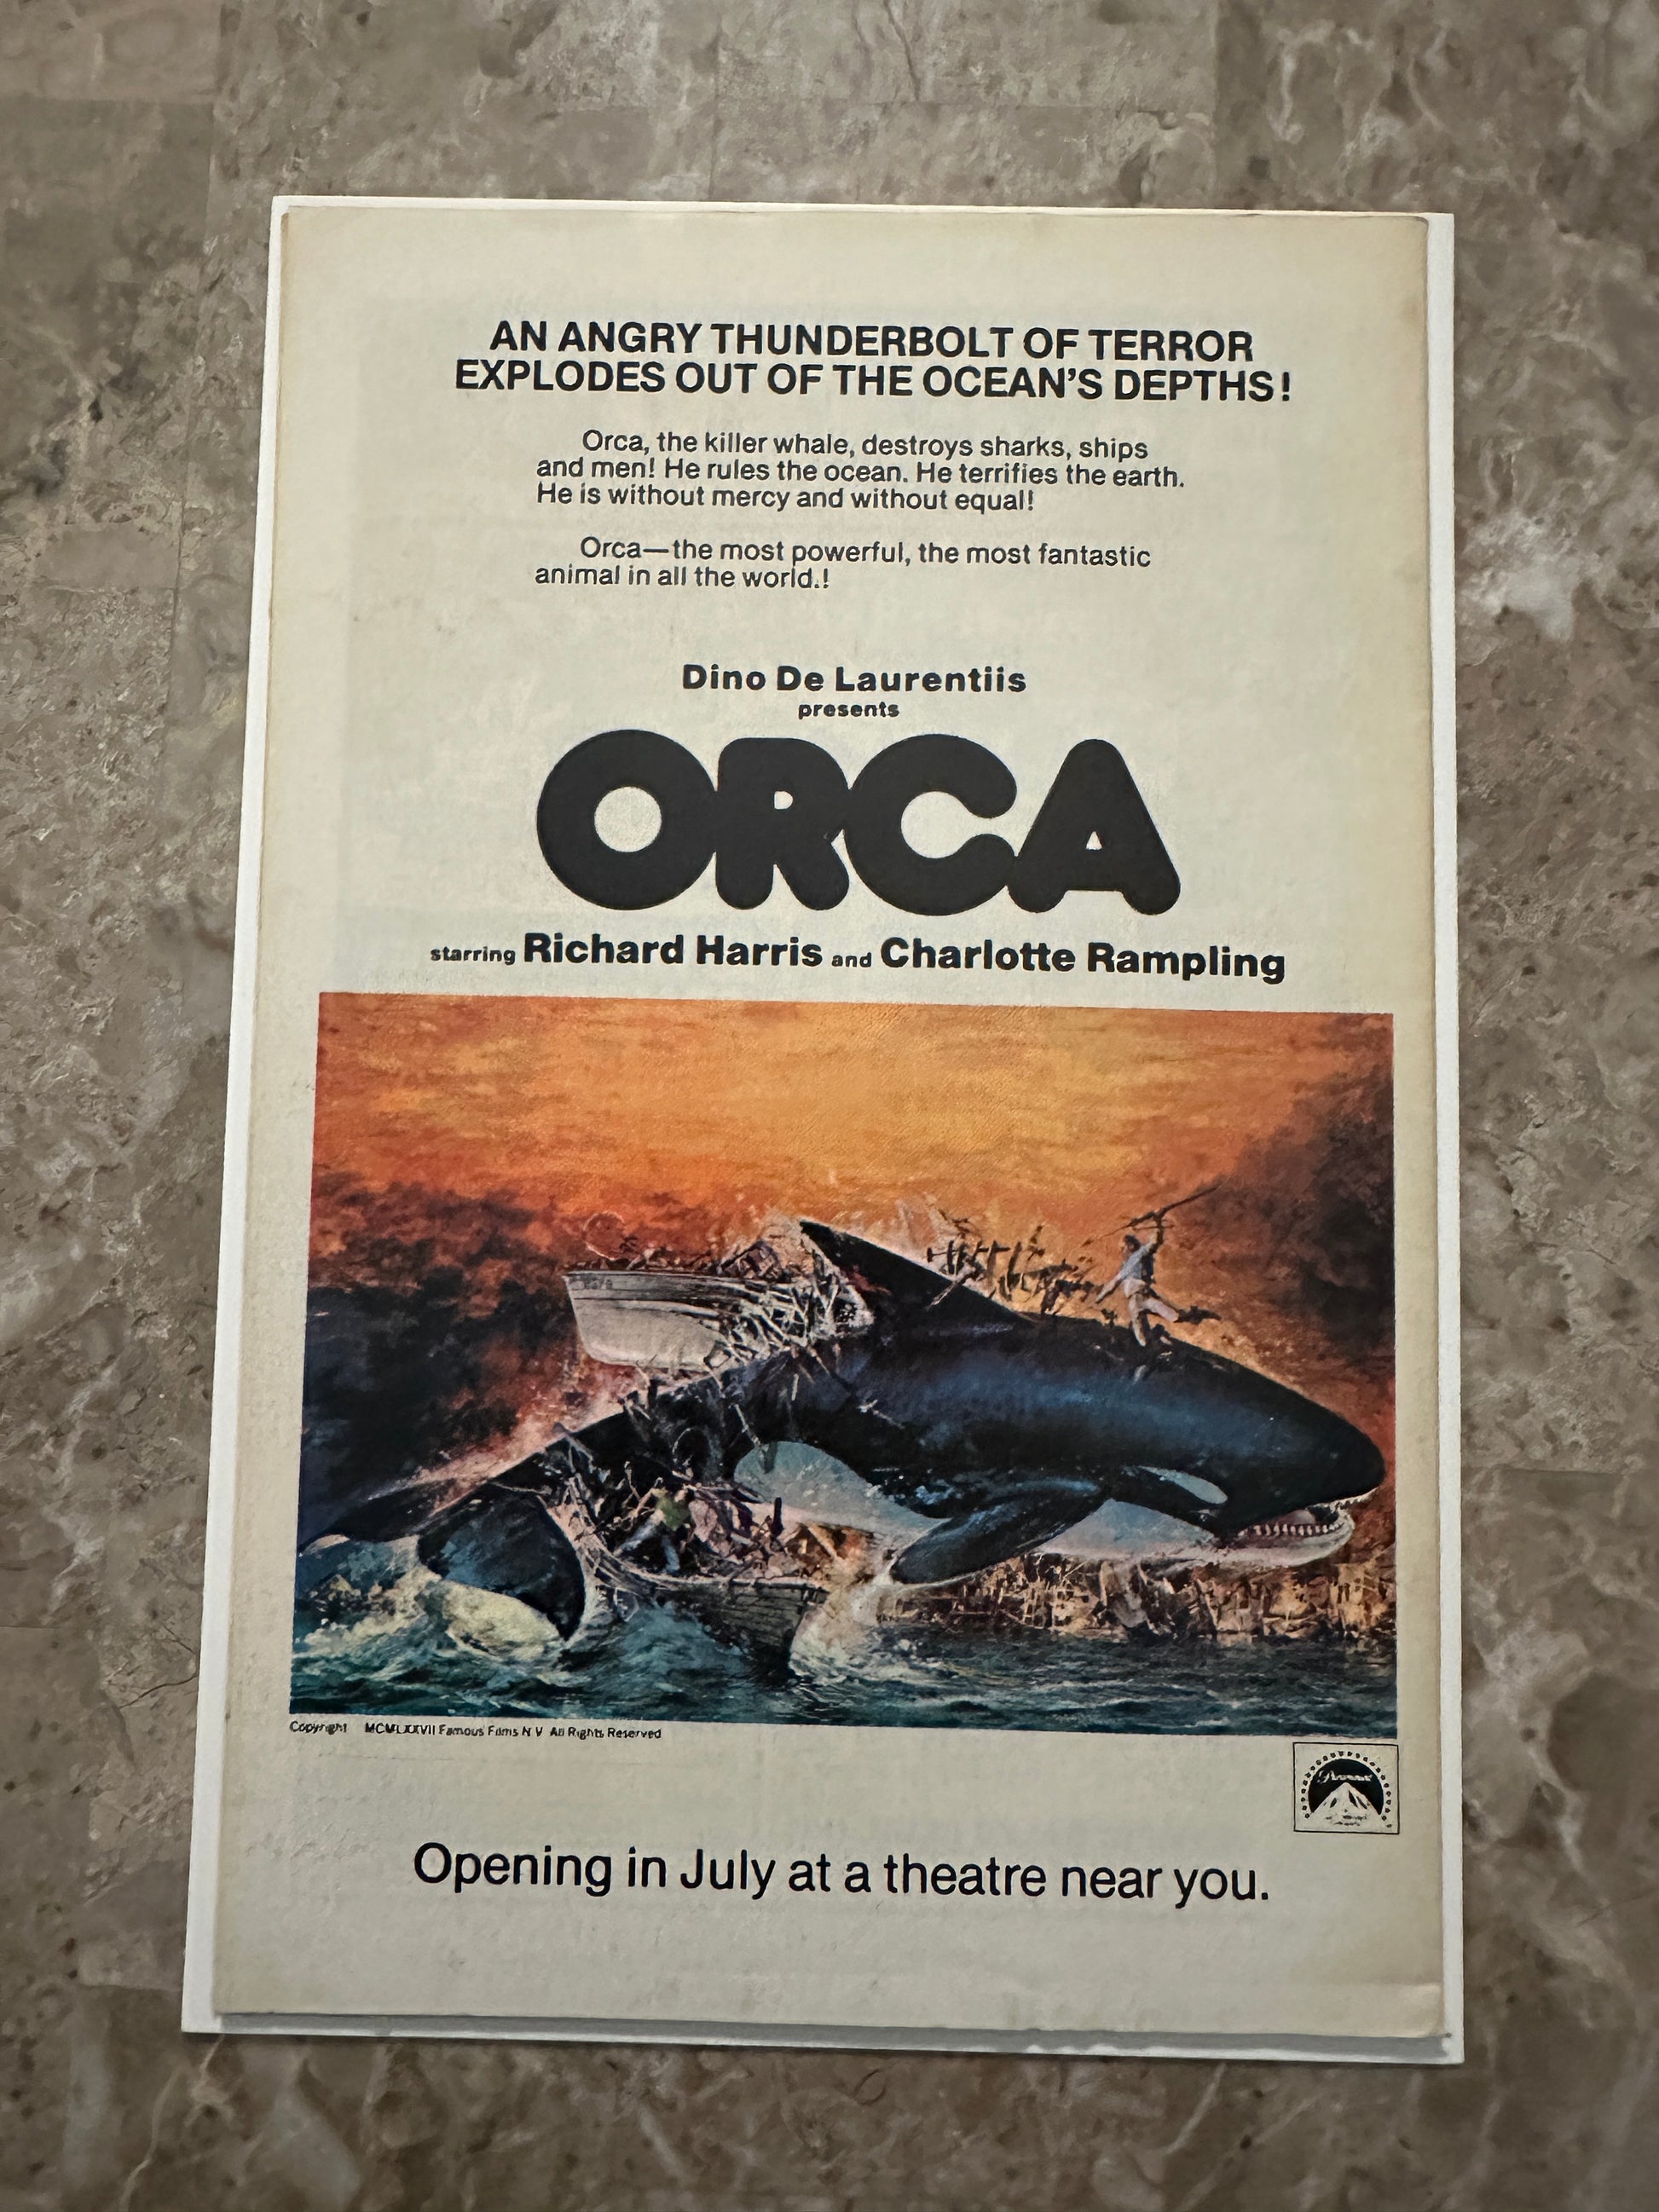 AN ANGRY THUNDERBOLT OF TERROR
EXPLODES OUT OF THE OCEAN'S DEPTHS!
Orca, the killer whale, destroys sharks, ships
and men! He rules the ocean. He terrifies the earth.
He is without mercy and without equal!
Orca—the most powerful, the most fantastic
animal in all the world.!
Dino De Laurentiis
presents
ORCA
starring Richard Harris and Charlotte Rampling
Copyright MCMLXXVII Famous Films N V All Rights Reserved
Paramount
Opening in July at a theatre near you.